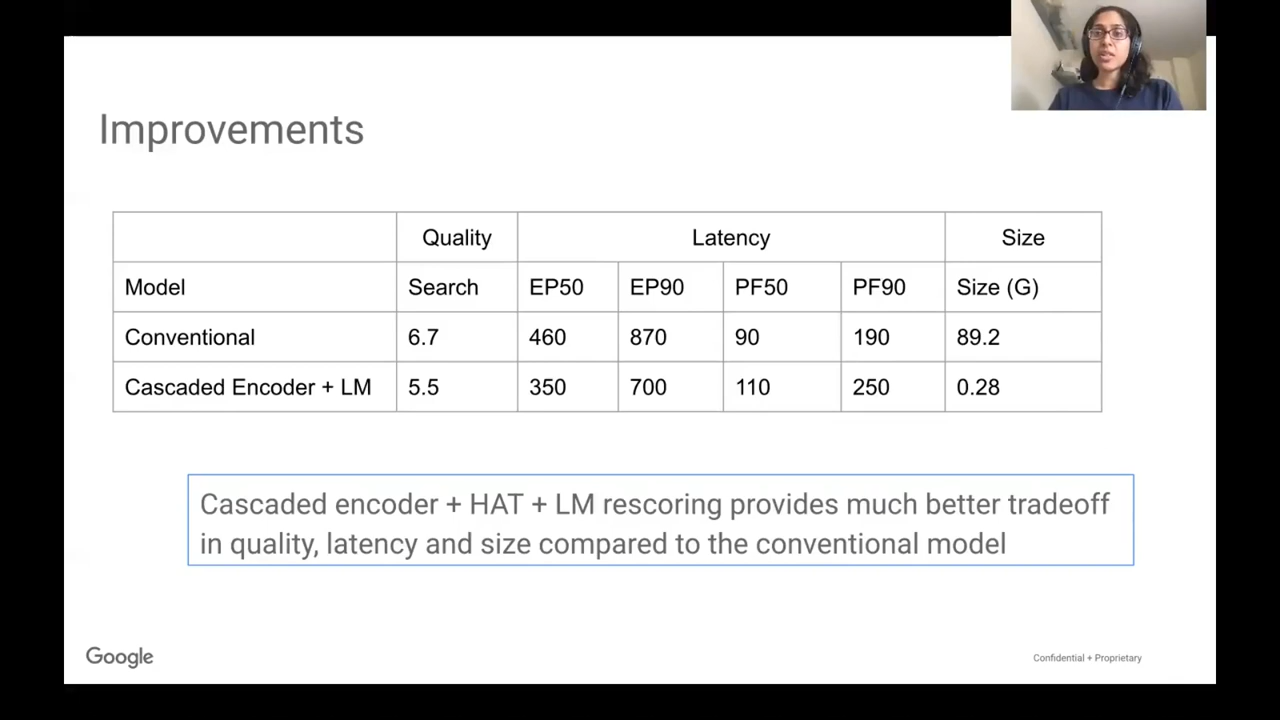 Improvements
Quality Latency Size
Model Search EP50 EP90 PF50 PF90 Size (G)
Conventional 6.7 460 870 90 190 89.2
Cascaded Encoder + LM 5.5 350 700 110 250 0.28
Cascaded encoder + HAT + LM rescoring provides much better tradeoff
in quality, latency and size compared to the conventional model
Google
Confidential + Proprietary